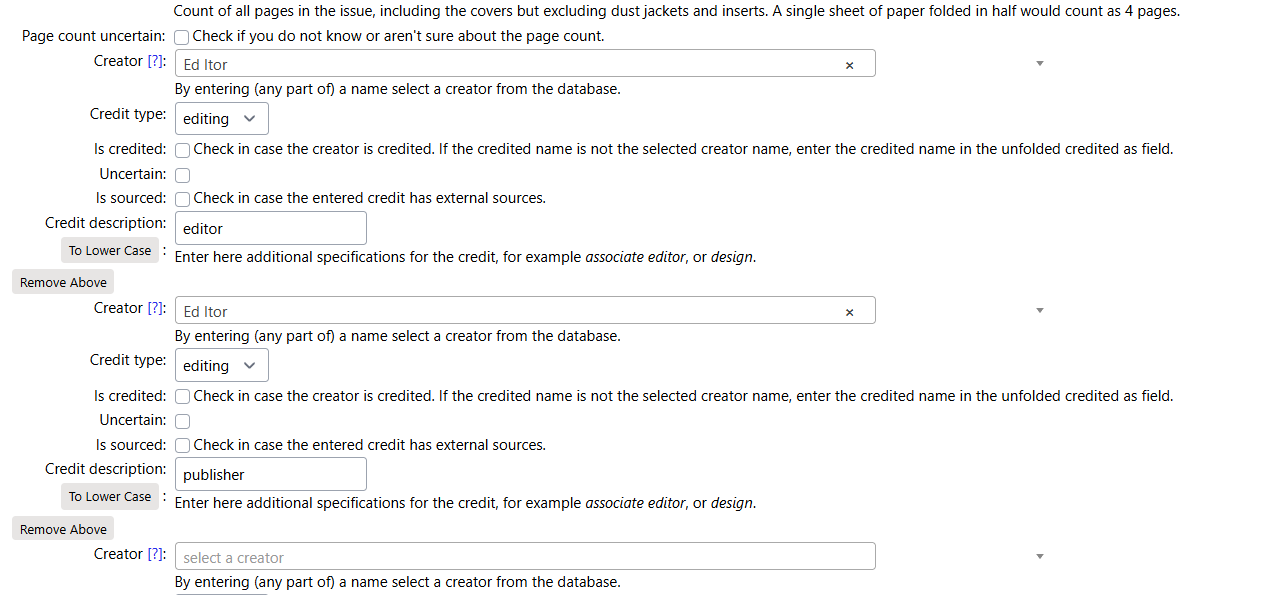 Count of all pages in the issue, including the covers but excluding dust jackets and inserts. A single sheet of paper folded in half would count as 4 pages.
Page count uncertain: Check if you do not know or aren't sure about the page count.
Creator [?]: Ed Itor ×
By entering (any part of) a name select a creator from the database.
Credit type: editing
Is credited: Check in case the creator is credited. If the credited name is not the selected creator name, enter the credited name in the unfolded credited as field.
Uncertain:
Is sourced: Check in case the entered credit has external sources.
Credit description: editor
To Lower Case : Enter here additional specifications for the credit, for example associate editor, or design.
Remove Above
Creator [?]: Ed Itor ×
By entering (any part of) a name select a creator from the database.
Credit type: editing
Is credited: Check in case the creator is credited. If the credited name is not the selected creator name, enter the credited name in the unfolded credited as field.
Uncertain:
Is sourced: Check in case the entered credit has external sources.
Credit description: publisher
To Lower Case : Enter here additional specifications for the credit, for example associate editor, or design.
Remove Above
Creator [?]: select a creator
By entering (any part of) a name select a creator from the database.